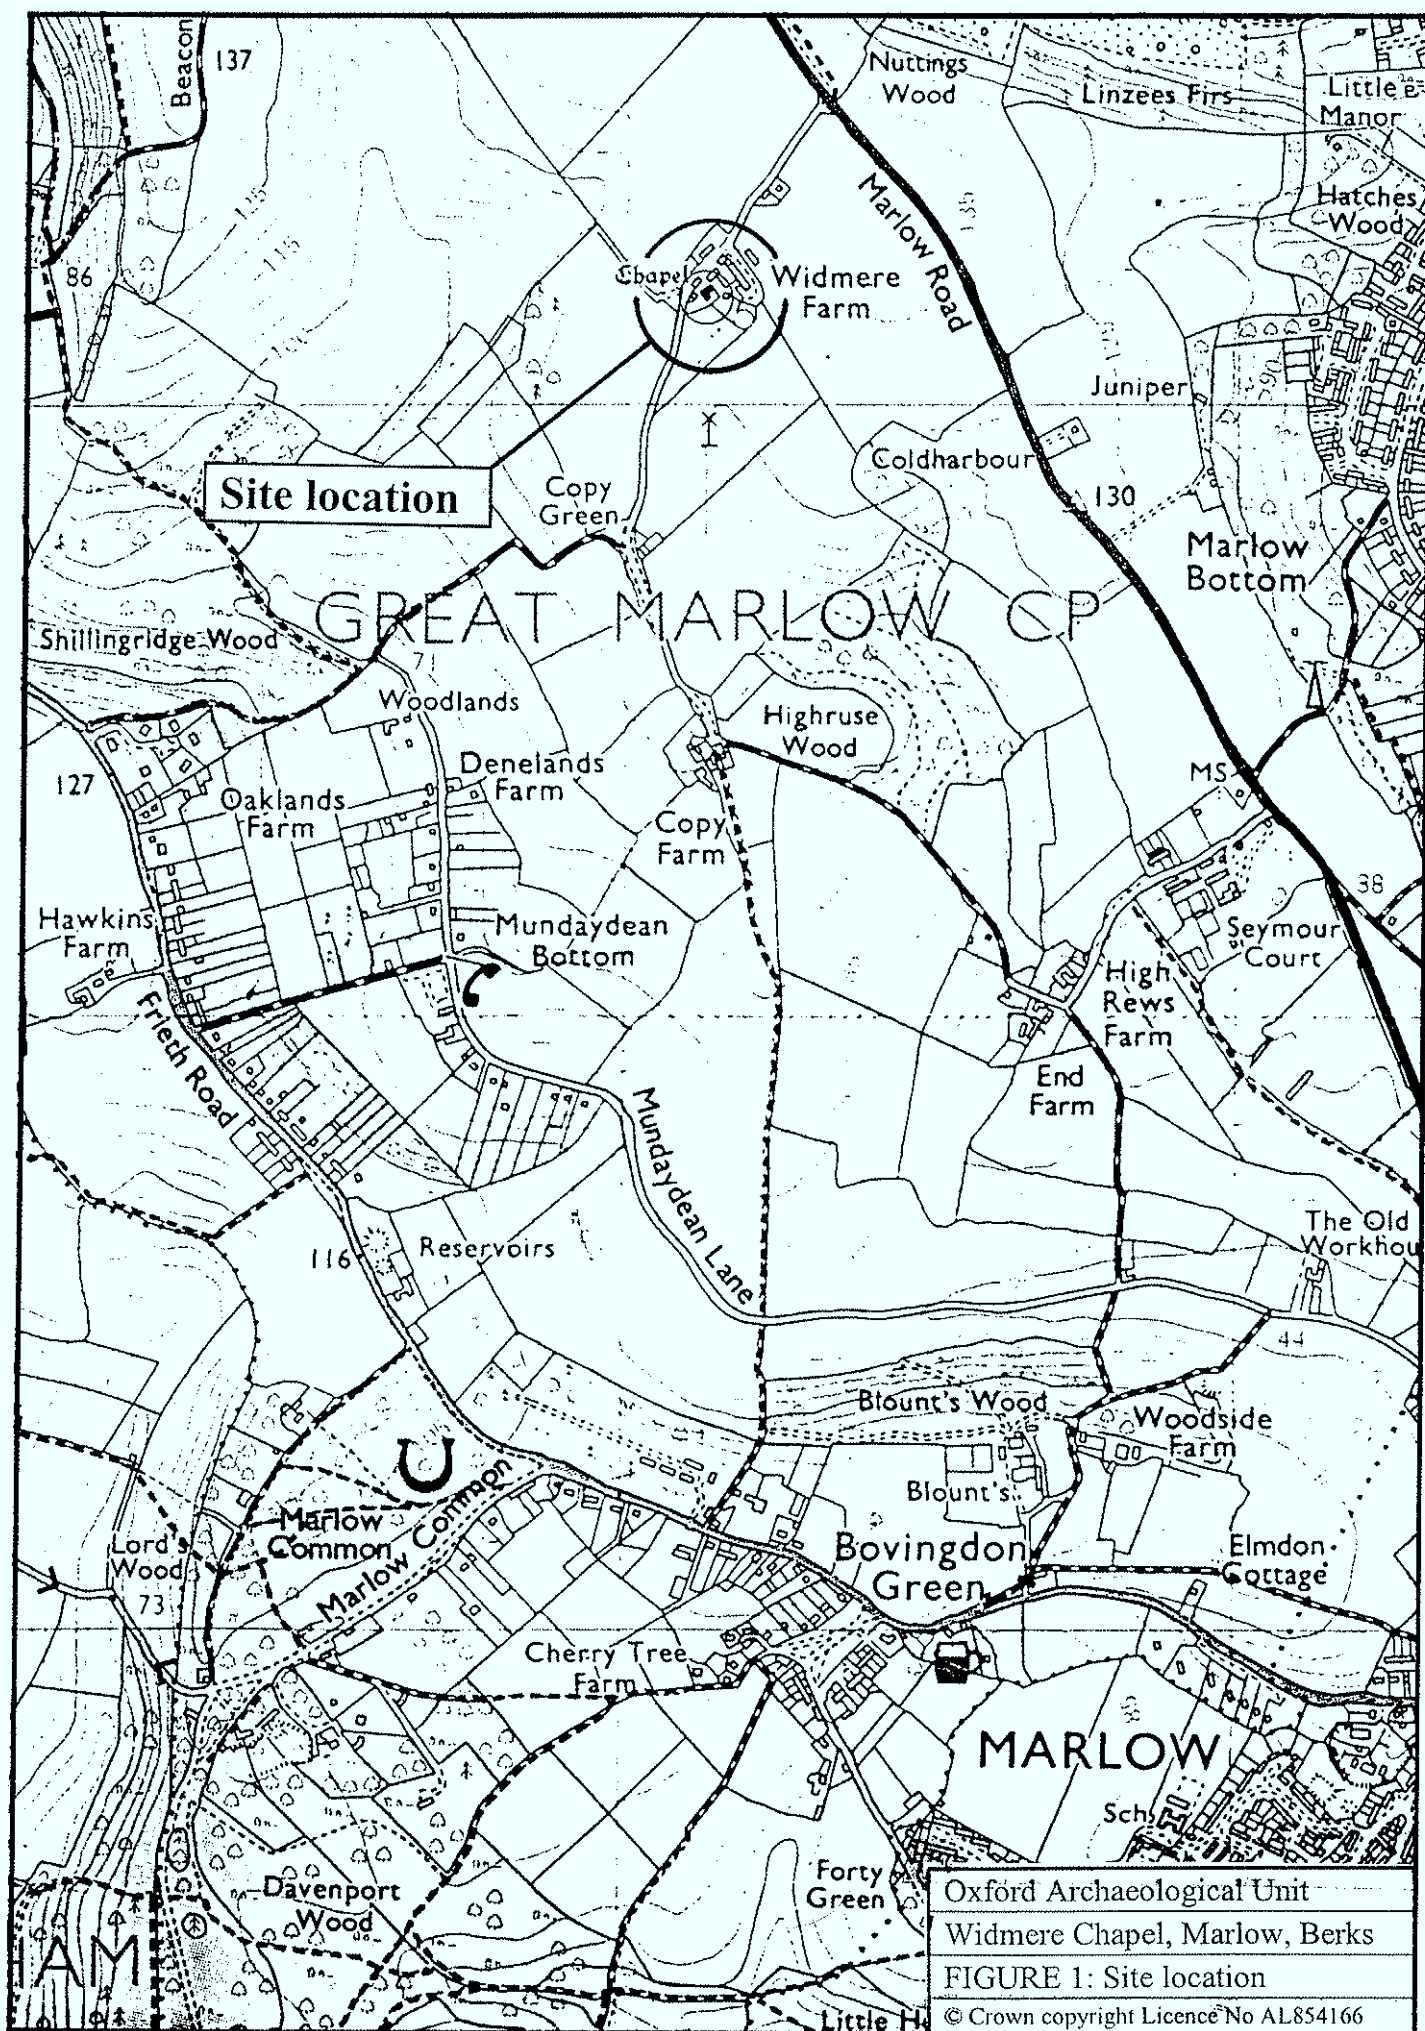 Beacon
137
Nuttings
Wood
Linzees Firs
Little
Manor
Marlow Road
135
Hatches
Wood
86
Chapel
Widmere
Farm
Juniper
Coldharbour
Site location
Copy
Green
130
Marlow
Bottom
GREAT MARLOW CP
Shillingridge Wood
71
Woodlands
Highruse
Wood
127
Denelands
Farm
MS
Oaklands
Farm
Copy
Farm
38
Hawkins
Farm
Mundaydean
Bottom
Seymour
Court
High
Rews
Farm
Frieth Road
End
Farm
Mundaydean Lane
The Old
Workhou
116
Reservoirs
44
Blount's Wood
Woodside
Farm
Blount's
Marlow
Common
Marlow Common
Lord's
Wood
73
Bovingdon
Green
Elmdon
Cottage
Cherry Tree
Farm
MARLOW
Sch
Forty
Green
Davenport
Wood
HAM
Little H
Oxford Archaeological Unit
Widmere Chapel, Marlow, Berks
FIGURE 1: Site location
© Crown copyright Licence No AL854166